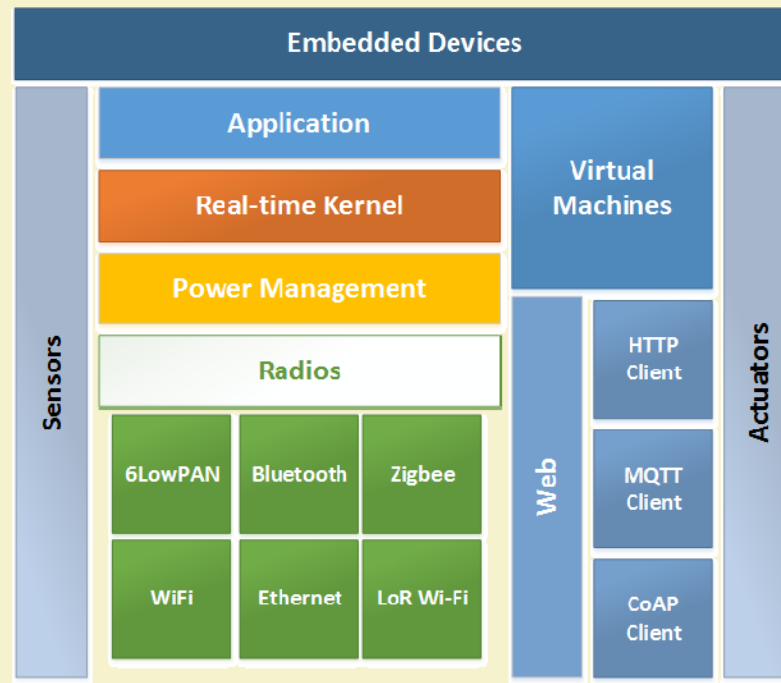 Embedded Devices
Sensors
Application
Real-time Kernel
Power Management
Radios
6LowPAN
Bluetooth
Zigbee
WiFi
Ethernet
LoR Wi-Fi
Virtual
Machines
Web
HTTP
Client
MQTT
Client
CoAP
Client
Actuators